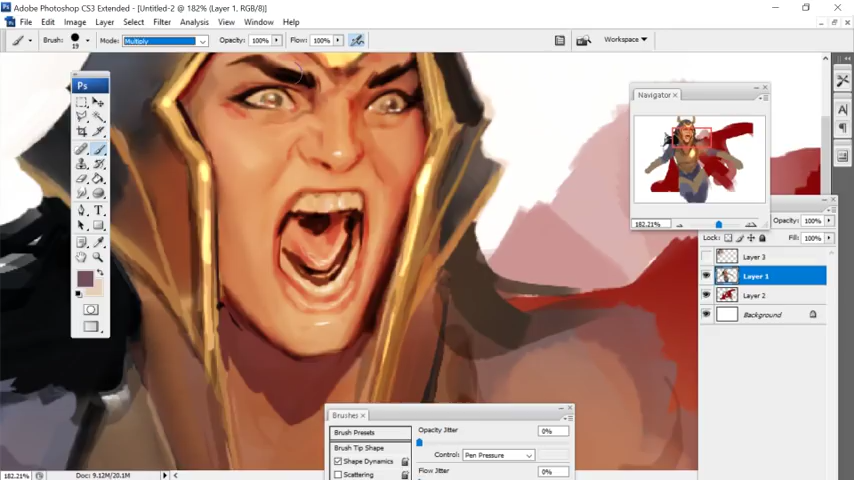 Adobe Photoshop CS3 Extended - [Untitled-2 @ 182% (Layer 1, RGB/8)]
File Edit Image Layer Select Filter Analysis View Window Help
Brush: 19 Mode: Multiply Opacity: 100% Flow: 100% Workspace
Ps
T
Navigator
182.21%
Opacity: 100%
Lock: Fill: 100%
Layer 3
Layer 1
Layer 2
Background
Brushes
Brush Presets
Brush Tip Shape
Shape Dynamics
Scattering
Opacity Jitter 0%
Control: Pen Pressure
Flow Jitter 0%
182.21% Doc: 9.12M/20.1M